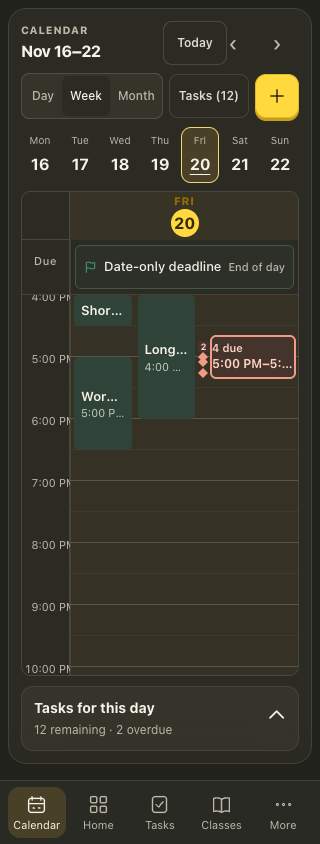 CALENDAR
Nov 16–22
Today
Day Week Month
Tasks (12)
Mon Tue Wed Thu Fri Sat Sun
16 17 18 19 20 21 22
FRI
20
Due
Date-only deadline End of day
4:00 PM
Shor...
Long...
4:00 ...
2
4 due
5:00 PM–5:...
5:00 PM
Wor...
5:00 P...
6:00 PM
7:00 PM
8:00 PM
9:00 PM
10:00 PM
Tasks for this day
12 remaining · 2 overdue
Calendar Home Tasks Classes More